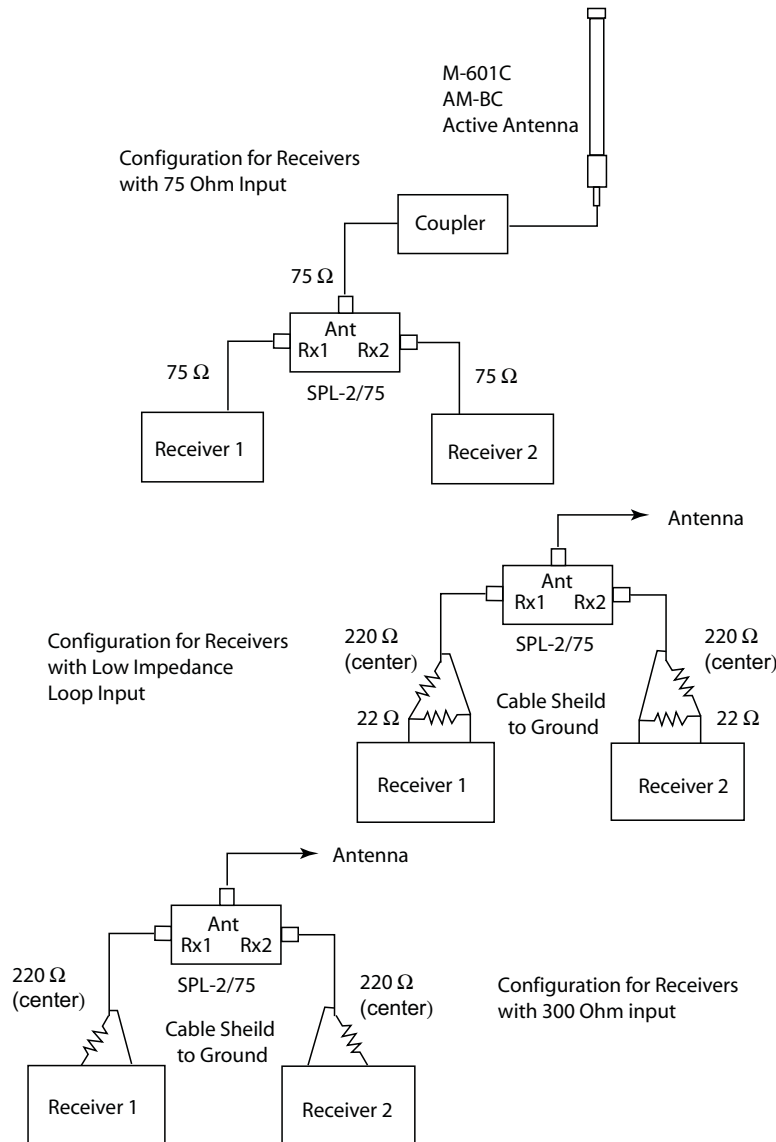 M-601C
AM-BC
Active Antenna
Configuration for Receivers
with 75 Ohm Input
Coupler
75 Ω
Ant
Rx1 Rx2
75 Ω
75 Ω
SPL-2/75
Receiver 1
Receiver 2
Antenna
Ant
Rx1 Rx2
SPL-2/75
Configuration for Receivers
with Low Impedance
Loop Input
220 Ω
(center)
220 Ω
(center)
Cable Sheild
to Ground
22 Ω
22 Ω
Receiver 1
Receiver 2
Antenna
Ant
Rx1 Rx2
SPL-2/75
220 Ω
(center)
220 Ω
(center)
Cable Sheild
to Ground
Configuration for Receivers
with 300 Ohm input
Receiver 1
Receiver 2